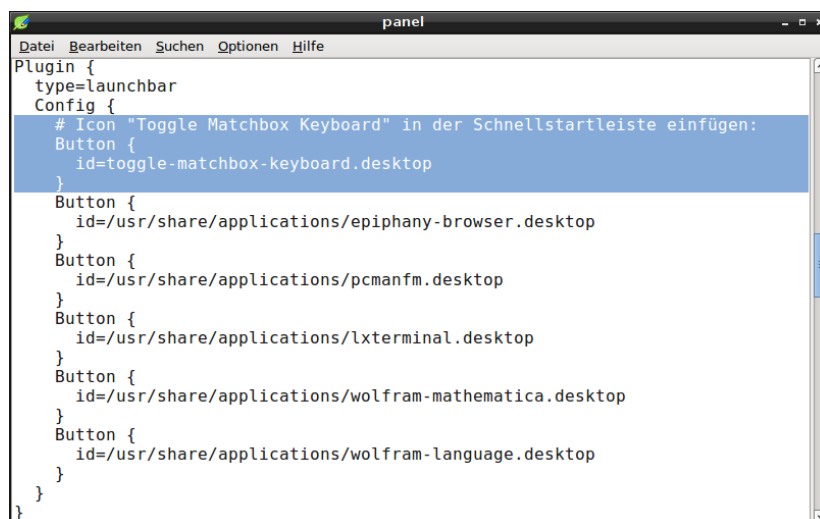 panel
Datei Bearbeiten Suchen Optionen Hilfe
Plugin {
  type=launchbar
  Config {
    # Icon "Toggle Matchbox Keyboard" in der Schnellstartleiste einfügen:
    Button {
      id=toggle-matchbox-keyboard.desktop
    }
    Button {
      id=/usr/share/applications/epiphany-browser.desktop
    }
    Button {
      id=/usr/share/applications/pcmanfm.desktop
    }
    Button {
      id=/usr/share/applications/lxterminal.desktop
    }
    Button {
      id=/usr/share/applications/wolfram-mathematica.desktop
    }
    Button {
      id=/usr/share/applications/wolfram-language.desktop
    }
  }
}